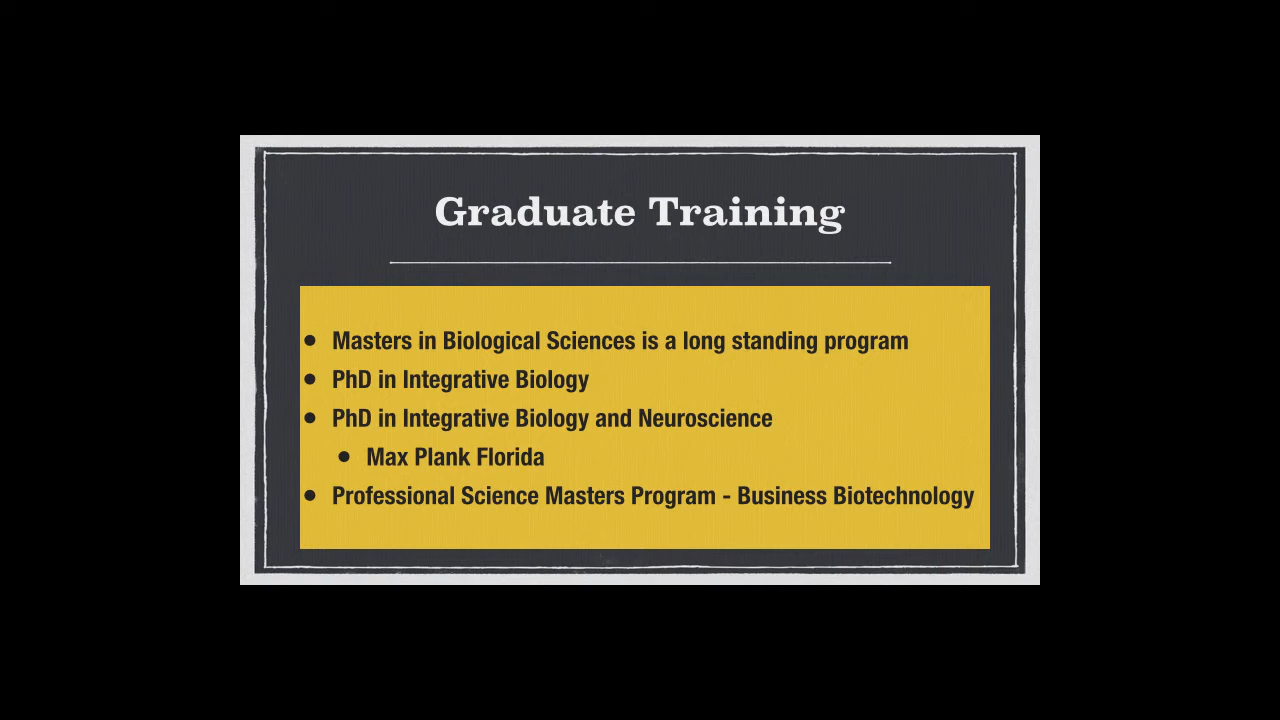 Graduate Training
• Masters in Biological Sciences is a long standing program
• PhD in Integrative Biology
• PhD in Integrative Biology and Neuroscience
• Max Plank Florida
• Professional Science Masters Program - Business Biotechnology